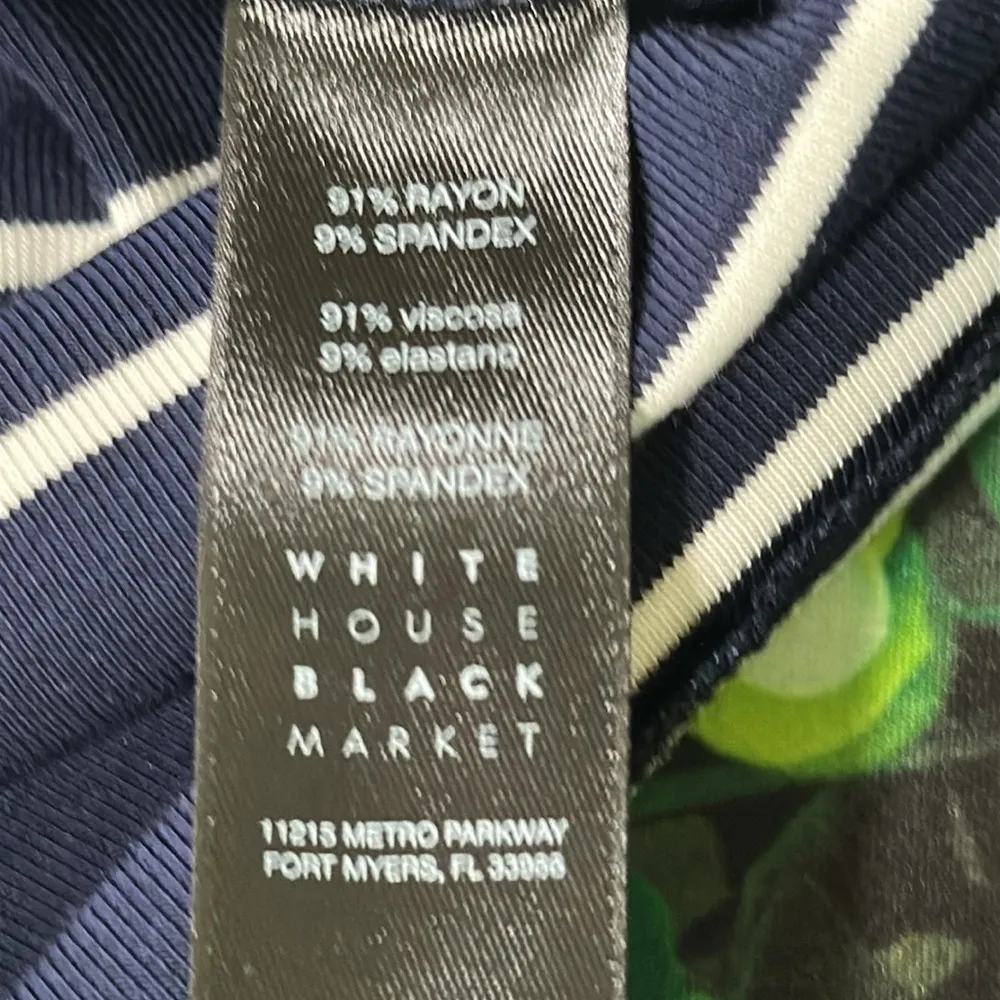 91% RAYON
9% SPANDEX
91% viscosa
9% elastano
91% RAYONNE
9% SPANDEX
WHITE
HOUSE
BLACK
MARKET
11215 METRO PARKWAY
FORT MYERS, FL 33966